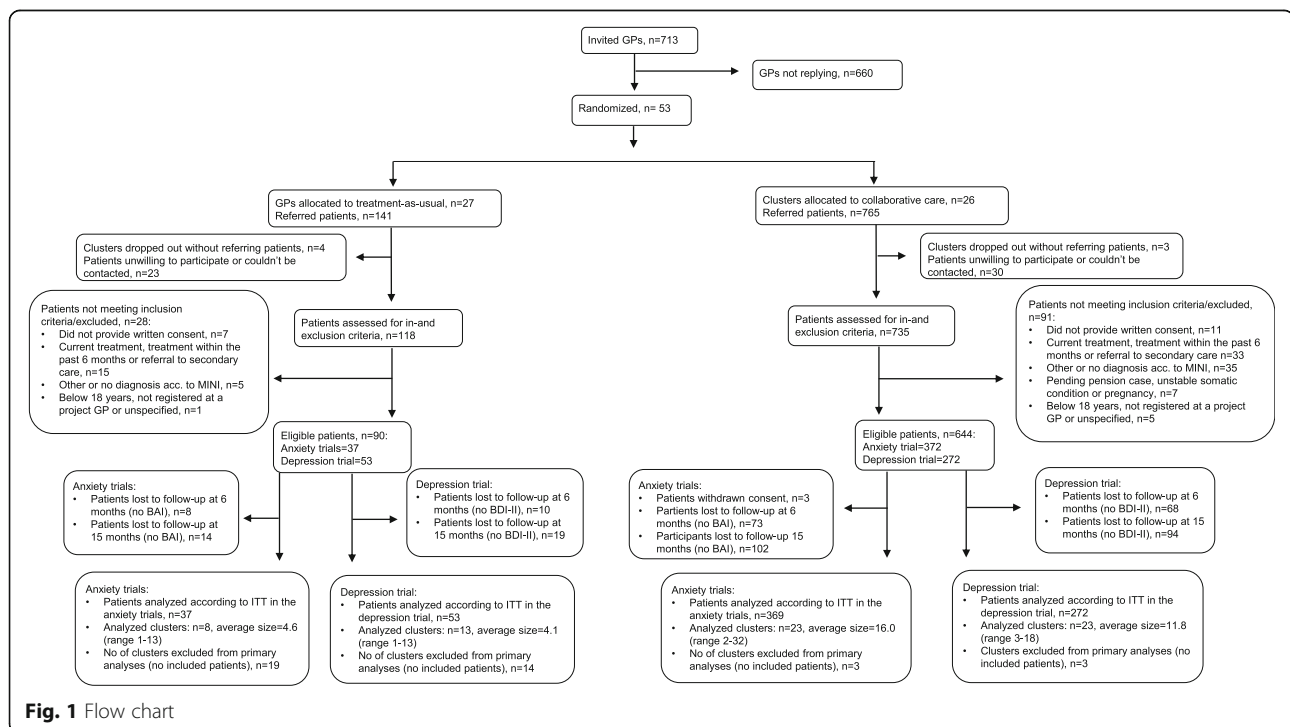 Invited GPs, n=713
GPs not replying, n=660
Randomized, n= 53
GPs allocated to treatment-as-usual, n=27
Referred patients, n=141
Clusters allocated to collaborative care, n=26
Referred patients, n=765
Clusters dropped out without referring patients, n=4
Patients unwilling to participate or couldn't be
contacted, n=23
Clusters dropped out without referring patients, n=3
Patients unwilling to participate or couldn't be
contacted, n=30
Patients not meeting inclusion
criteria/excluded, n=28:
• Did not provide written consent, n=7
• Current treatment, treatment within the
past 6 months or referral to secondary
care, n=15
• Other or no diagnosis acc. to MINI, n=5
• Below 18 years, not registered at a
project GP or unspecified, n=1
Patients assessed for in-and
exclusion criteria, n=118
Patients assessed for in-and
exclusion criteria, n=735
Patients not meeting inclusion criteria/excluded,
n=91:
• Did not provide written consent, n=11
• Current treatment, treatment within the past 6
months or referral to secondary care n=33
• Other or no diagnosis acc. to MINI, n=35
• Pending pension case, unstable somatic
condition or pregnancy, n=7
• Below 18 years, not registered at a project
GP or unspecified, n=5
Eligible patients, n=90:
Anxiety trials=37
Depression trial=53
Eligible patients, n=644:
Anxiety trial=372
Depression trial=272
Anxiety trials:
• Patients lost to follow-up at 6
months (no BAI), n=8
• Patients lost to follow-up at
15 months (no BAI), n=14
Depression trial:
• Patients lost to follow-up at 6
months (no BDI-II), n=10
• Patients lost to follow-up at
15 months (no BDI-II), n=19
Anxiety trials:
• Patients withdrawn consent, n=3
• Participants lost to follow-up at 6
months (no BAI), n=73
• Participants lost to follow-up 15
months (no BAI), n=102
Depression trial:
• Patients lost to follow-up at 6
months (no BDI-II), n=68
• Patients lost to follow-up at 15
months (no BDI-II), n=94
Anxiety trials:
• Patients analyzed according to ITT in the
anxiety trials, n=37
• Analyzed clusters: n=8, average size=4.6
(range 1-13)
• No of clusters excluded from primary
analyses (no included patients), n=19
Depression trial:
• Patients analyzed according to ITT in the
depression trial, n=53
• Analyzed clusters: n=13, average size=4.1
(range 1-13)
• No of clusters excluded from primary
analyses (no included patients), n=14
Anxiety trials:
• Patients analyzed according to ITT in the
anxiety trials, n=369
• Analyzed clusters: n=23, average size=16.0
(range 2-32)
• No of clusters excluded from primary
analyses (no included patients), n=3
Depression trial:
• Patients analyzed according to ITT in the
depression trial, n=272
• Analyzed clusters: n=23, average size=11.8
(range 3-18)
• Clusters excluded from primary analyses (no
included patients), n=3
Fig. 1 Flow chart